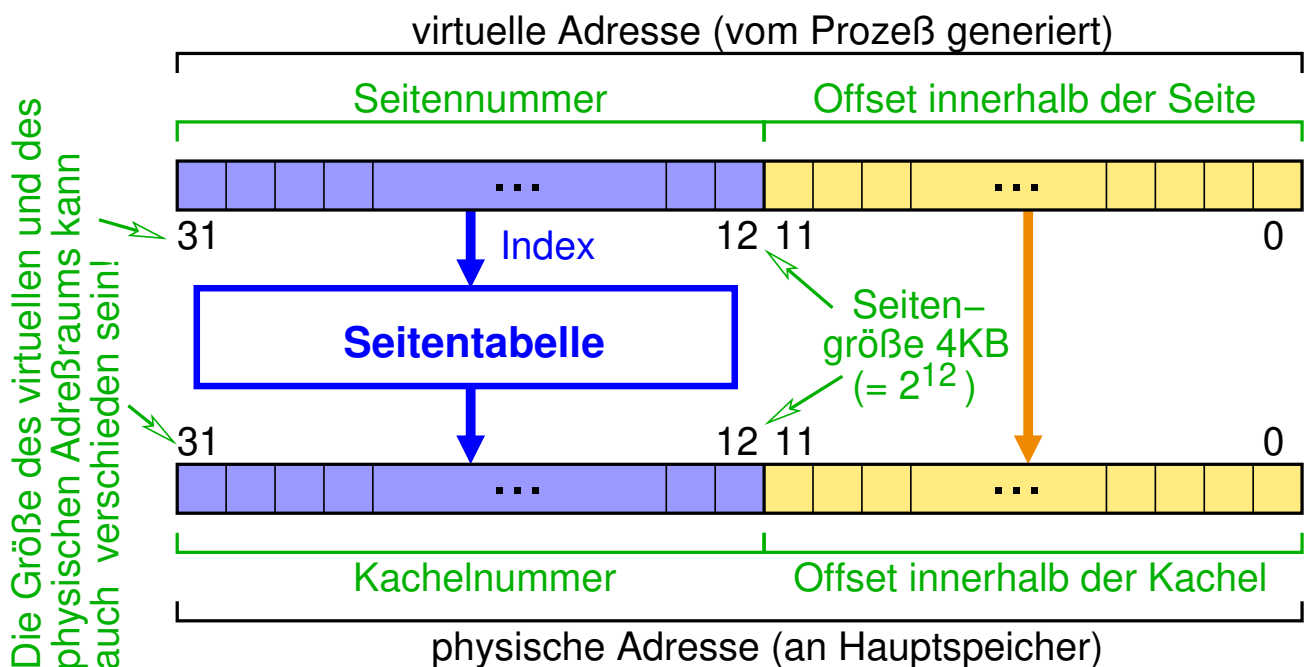 virtuelle Adresse (vom Prozeß generiert)
Seitennummer
Offset innerhalb der Seite
...
...
31
12
11
0
Index
Seitentabelle
Seiten-
größe 4KB
(= 2^12)
31
12
11
0
...
...
Kachelnummer
Offset innerhalb der Kachel
physische Adresse (an Hauptspeicher)
Die Größe des virtuellen und des
physischen Adreßraums kann
auch verschieden sein!